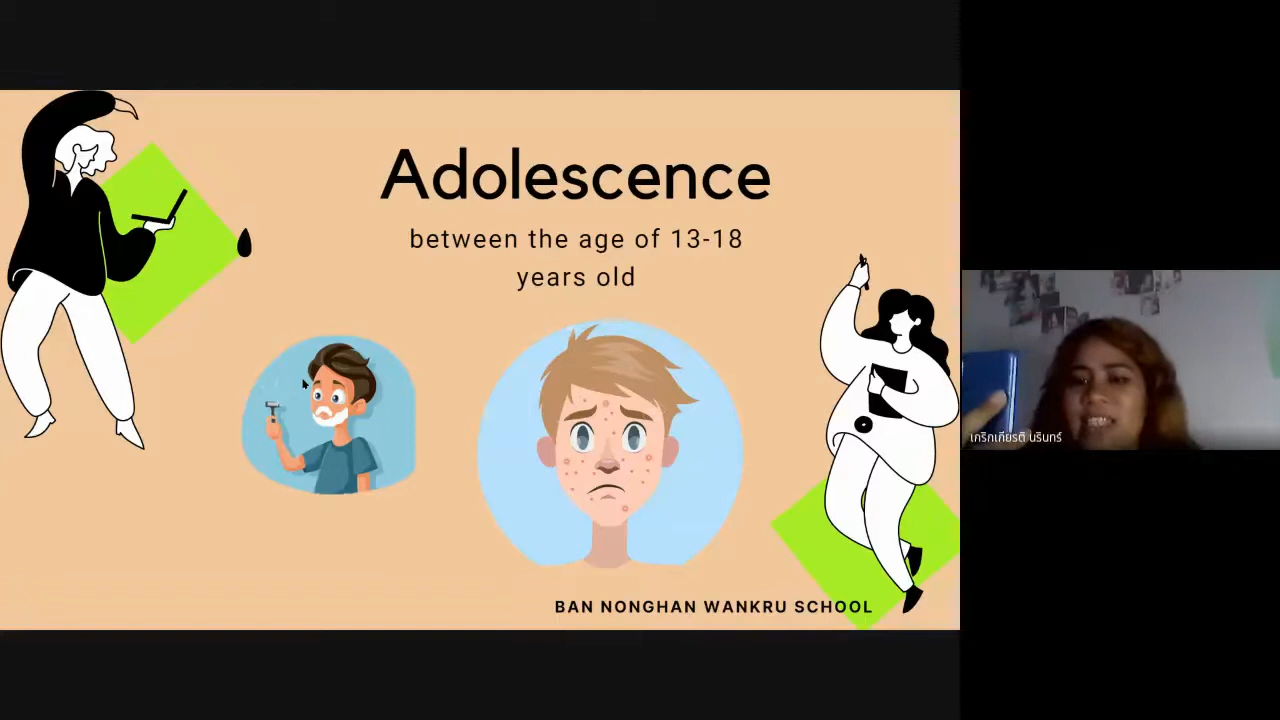 Adolescence
between the age of 13-18
years old
BAN NONGHAN WANKRU SCHOOL
เกริกเกียรติ นรินทร์